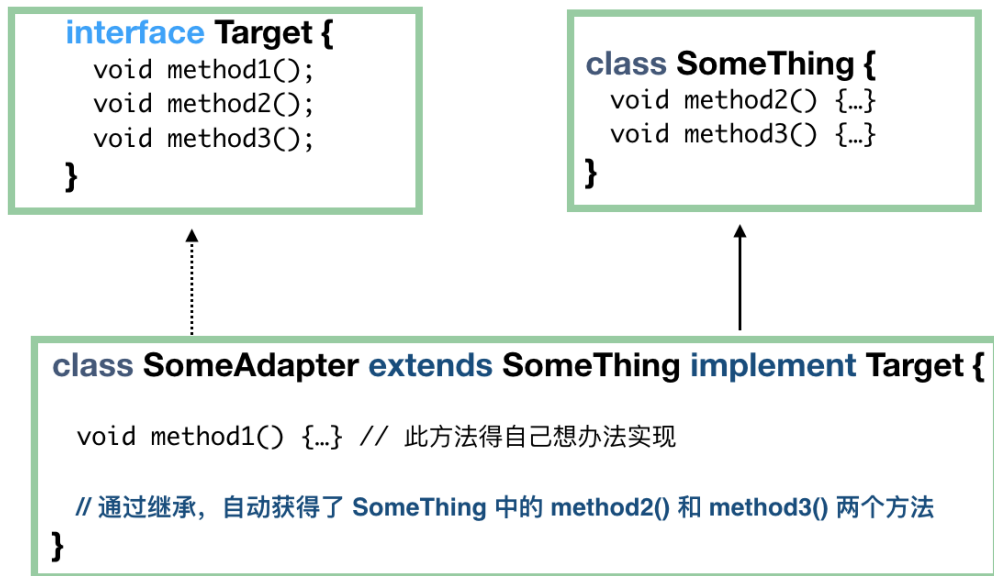 interface Target {
void method1();
void method2();
void method3();
}
class SomeThing {
void method2() {…}
void method3() {…}
}
class SomeAdapter extends SomeThing implement Target {
void method1() {…} // 此方法得自己想办法实现
// 通过继承，自动获得了 SomeThing 中的 method2() 和 method3() 两个方法
}